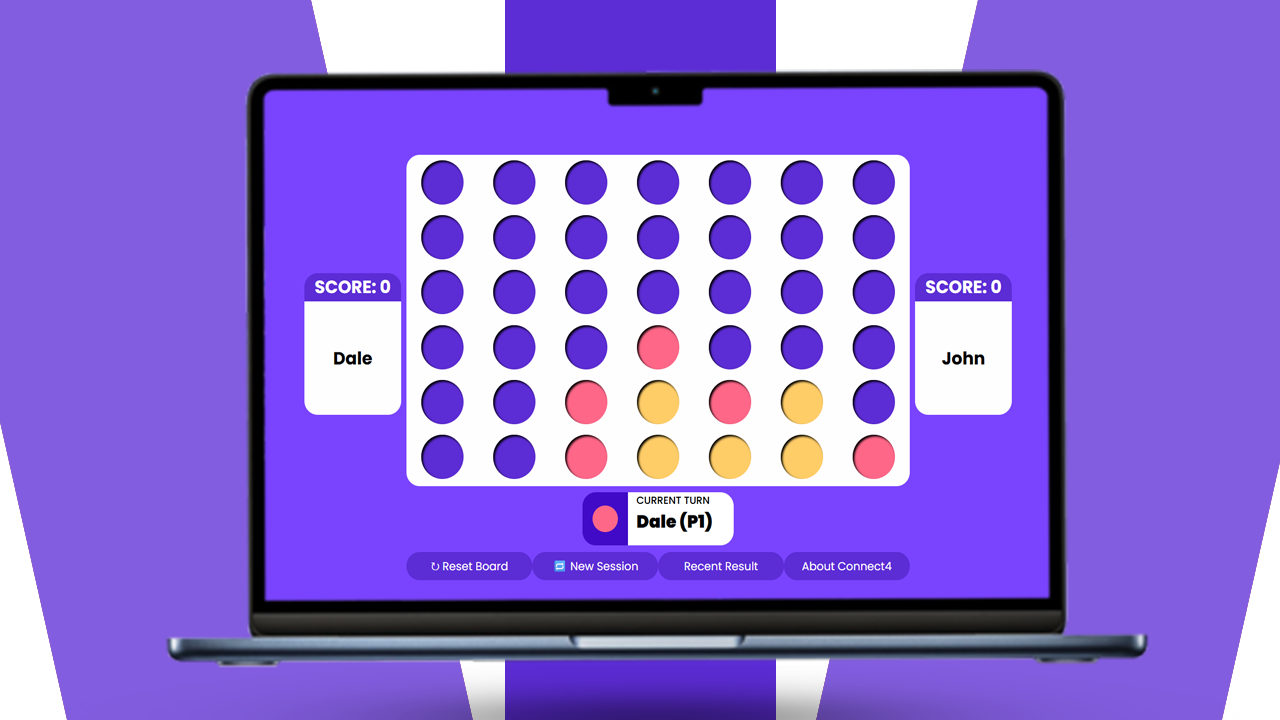 SCORE: 0
Dale
SCORE: 0
John
CURRENT TURN
Dale (P1)
↻ Reset Board
🔁 New Session
Recent Result
About Connect4